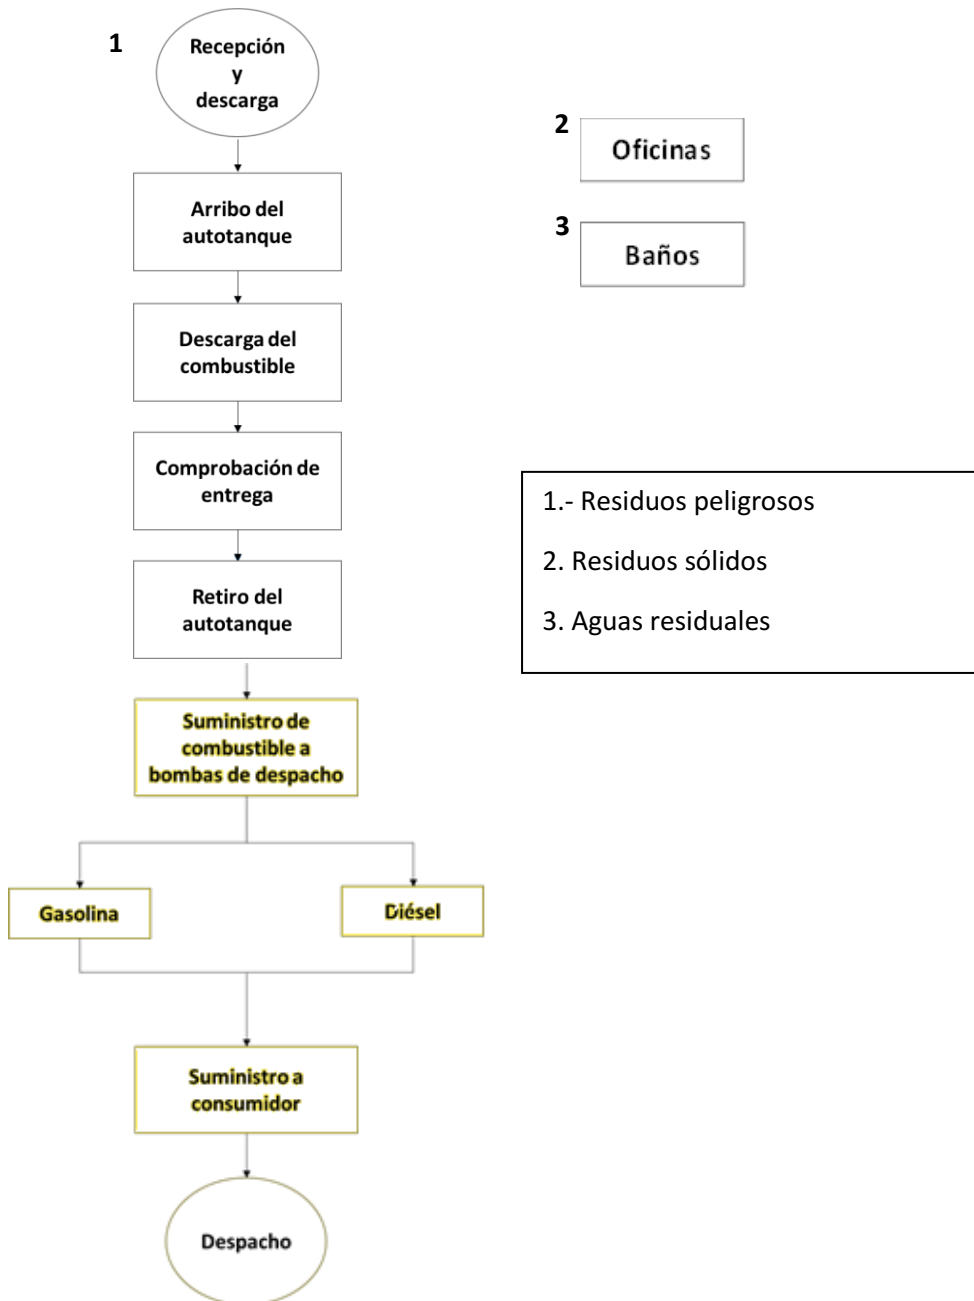 1
Recepción
y
descarga
Arribo del
autotanque
Descarga del
combustible
Comprobación de
entrega
Retiro del
autotanque
Suministro de
combustible a
bombas de despacho
Gasolina
Diésel
Suministro a
consumidor
Despacho
2
Oficinas
3
Baños
1.- Residuos peligrosos
2. Residuos sólidos
3. Aguas residuales